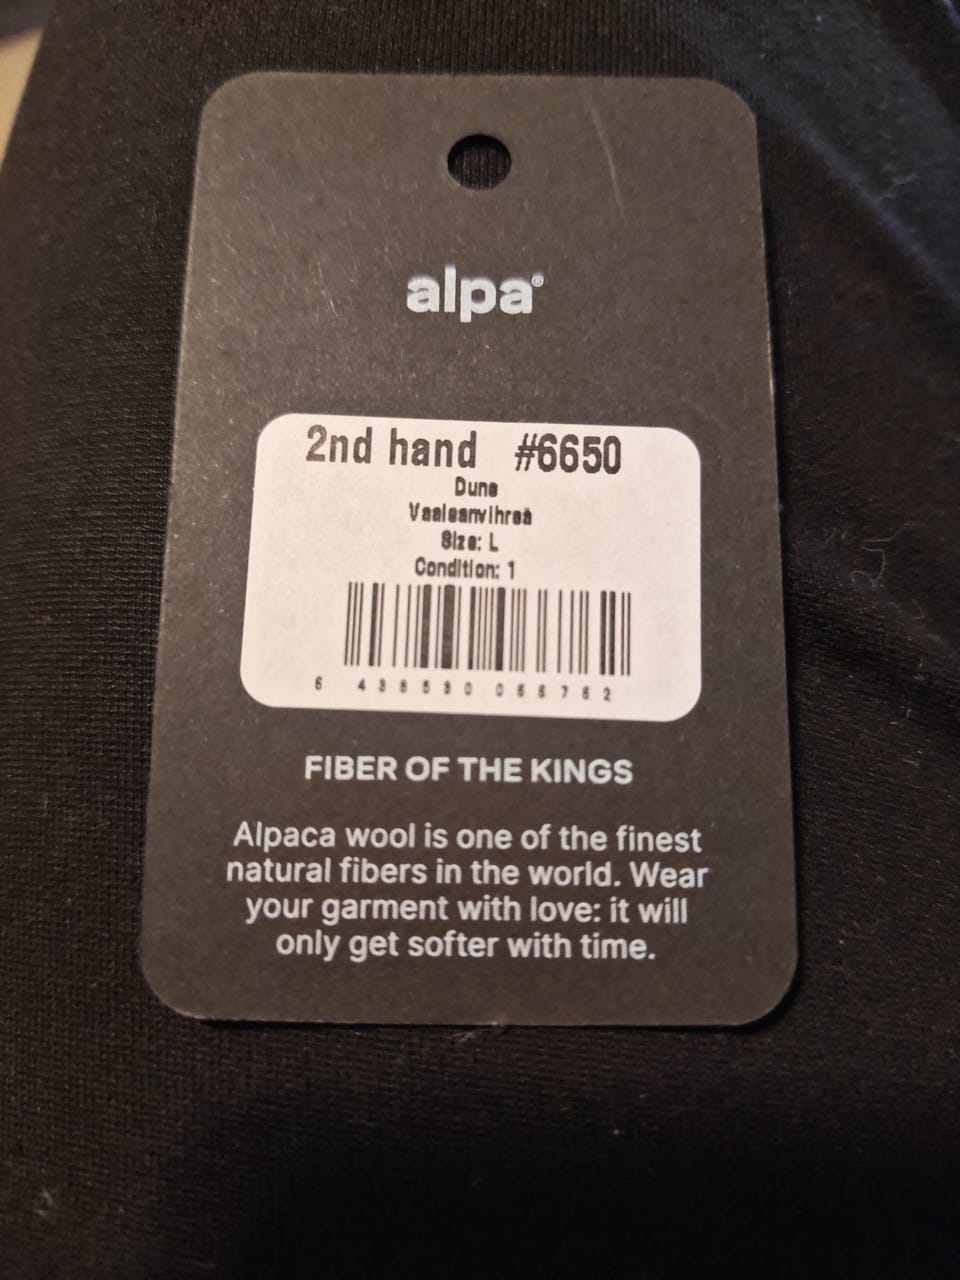 alpa®
2nd hand #6650
Dune
Vaaleanvihreä
Size: L
Condition: 1
FIBER OF THE KINGS
Alpaca wool is one of the finest
natural fibers in the world. Wear
your garment with love: it will
only get softer with time.